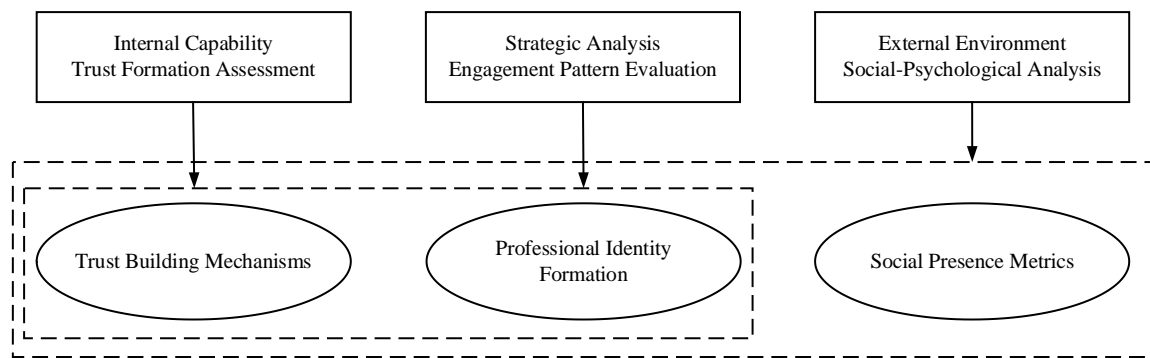 Internal Capability
Trust Formation Assessment
Strategic Analysis
Engagement Pattern Evaluation
External Environment
Social-Psychological Analysis
Trust Building Mechanisms
Professional Identity
Formation
Social Presence Metrics